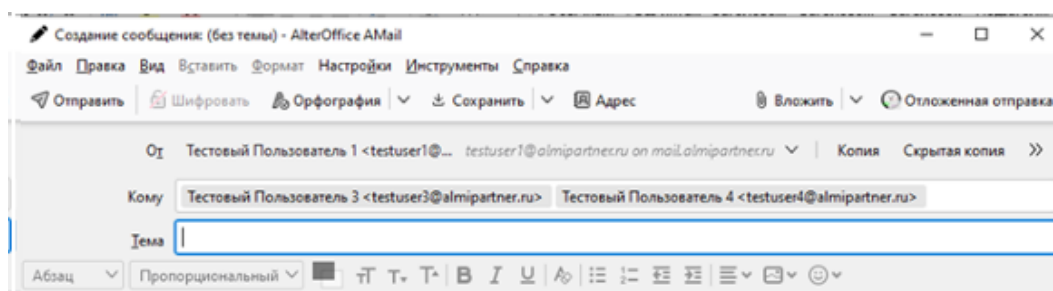 Создание сообщения: (без темы) - AlterOffice AMail
Файл Правка Вид Вставить Формат Настройки Инструменты Справка
Отправить Шифровать Орфография Сохранить Адрес Вложить Отложенная отправка
От Тестовый Пользователь 1 <testuser1@... testuser1@almipartner.ru on mail.almipartner.ru Копия Скрытая копия
Кому Тестовый Пользователь 3 <testuser3@almipartner.ru> Тестовый Пользователь 4 <testuser4@almipartner.ru>
Тема
Абзац Пропорциональный